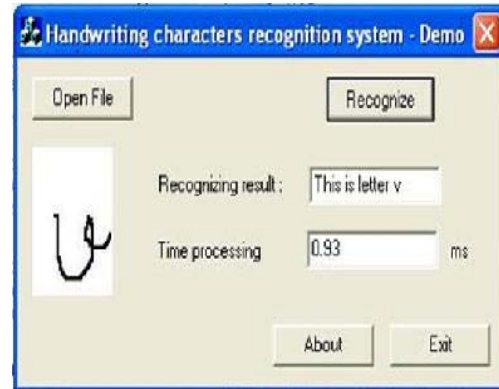 Handwriting characters recognition system - Demo
Open File
Recognize
Recognizing result :
This is letter v
v
Time processing
0.93
ms
About
Exit